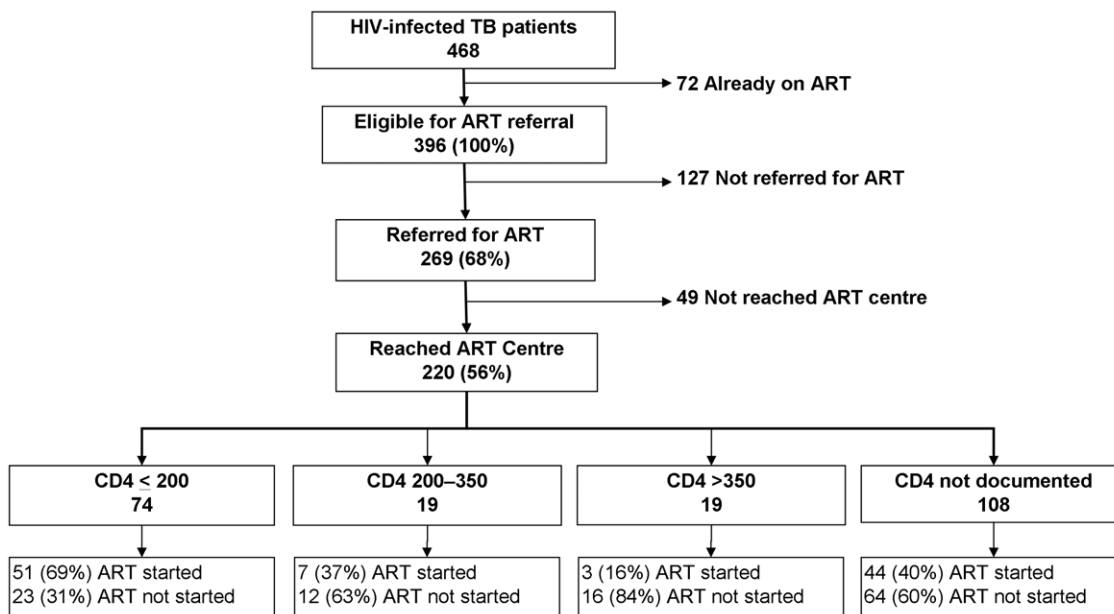 HIV-infected TB patients
468
72 Already on ART
Eligible for ART referral
396 (100%)
127 Not referred for ART
Referred for ART
269 (68%)
49 Not reached ART centre
Reached ART Centre
220 (56%)
CD4 ≤ 200
74
CD4 200–350
19
CD4 >350
19
CD4 not documented
108
51 (69%) ART started
23 (31%) ART not started
7 (37%) ART started
12 (63%) ART not started
3 (16%) ART started
16 (84%) ART not started
44 (40%) ART started
64 (60%) ART not started